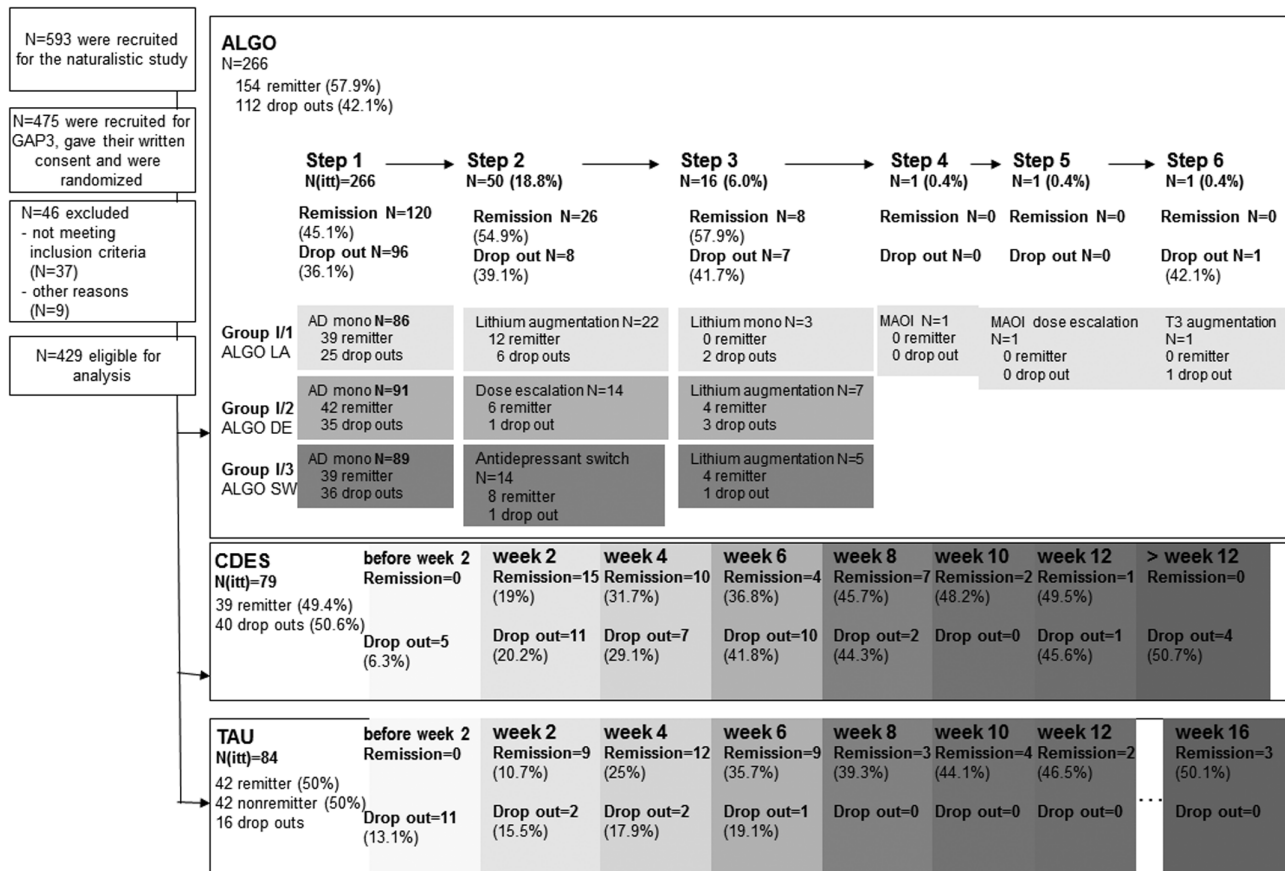 N=593 were recruited
for the naturalistic study
N=475 were recruited for
GAP3, gave their written
consent and were
randomized
N=46 excluded
- not meeting
inclusion criteria
(N=37)
- other reasons
(N=9)
N=429 eligible for
analysis
ALGO
N=266
154 remitter (57.9%)
112 drop outs (42.1%)
Step 1
N(itt)=266
Remission N=120
(45.1%)
Drop out N=96
(36.1%)
Step 2
N=50 (18.8%)
Remission N=26
(54.9%)
Drop out N=8
(39.1%)
Step 3
N=16 (6.0%)
Remission N=8
(57.9%)
Drop out N=7
(41.7%)
Step 4
N=1 (0.4%)
Remission N=0
Drop out N=0
Step 5
N=1 (0.4%)
Remission N=0
Drop out N=0
Step 6
N=1 (0.4%)
Remission N=0
Drop out N=1
(42.1%)
Group I/1
ALGO LA
AD mono N=86
39 remitter
25 drop outs
Lithium augmentation N=22
12 remitter
6 drop outs
Lithium mono N=3
0 remitter
2 drop outs
MAOI N=1
0 remitter
0 drop out
MAOI dose escalation
N=1
0 remitter
0 drop out
T3 augmentation
N=1
0 remitter
1 drop out
Group I/2
ALGO DE
AD mono N=91
42 remitter
35 drop outs
Dose escalation N=14
6 remitter
1 drop out
Lithium augmentation N=7
4 remitter
3 drop outs
Group I/3
ALGO SW
AD mono N=89
39 remitter
36 drop outs
Antidepressant switch
N=14
8 remitter
1 drop out
Lithium augmentation N=5
4 remitter
1 drop out
CDES
N(itt)=79
39 remitter (49.4%)
40 drop outs (50.6%)
before week 2
Remission=0
Drop out=5
(6.3%)
week 2
Remission=15
(19%)
Drop out=11
(20.2%)
week 4
Remission=10
(31.7%)
Drop out=7
(29.1%)
week 6
Remission=4
(36.8%)
Drop out=10
(41.8%)
week 8
Remission=7
(45.7%)
Drop out=2
(44.3%)
week 10
Remission=2
(48.2%)
Drop out=0
week 12
Remission=1
(49.5%)
Drop out=1
(45.6%)
> week 12
Remission=0
Drop out=4
(50.7%)
TAU
N(itt)=84
42 remitter (50%)
42 nonremitter (50%)
16 drop outs
before week 2
Remission=0
Drop out=11
(13.1%)
week 2
Remission=9
(10.7%)
Drop out=2
(15.5%)
week 4
Remission=12
(25%)
Drop out=2
(17.9%)
week 6
Remission=9
(35.7%)
Drop out=1
(19.1%)
week 8
Remission=3
(39.3%)
Drop out=0
week 10
Remission=4
(44.1%)
Drop out=0
week 12
Remission=2
(46.5%)
Drop out=0
...
week 16
Remission=3
(50.1%)
Drop out=0